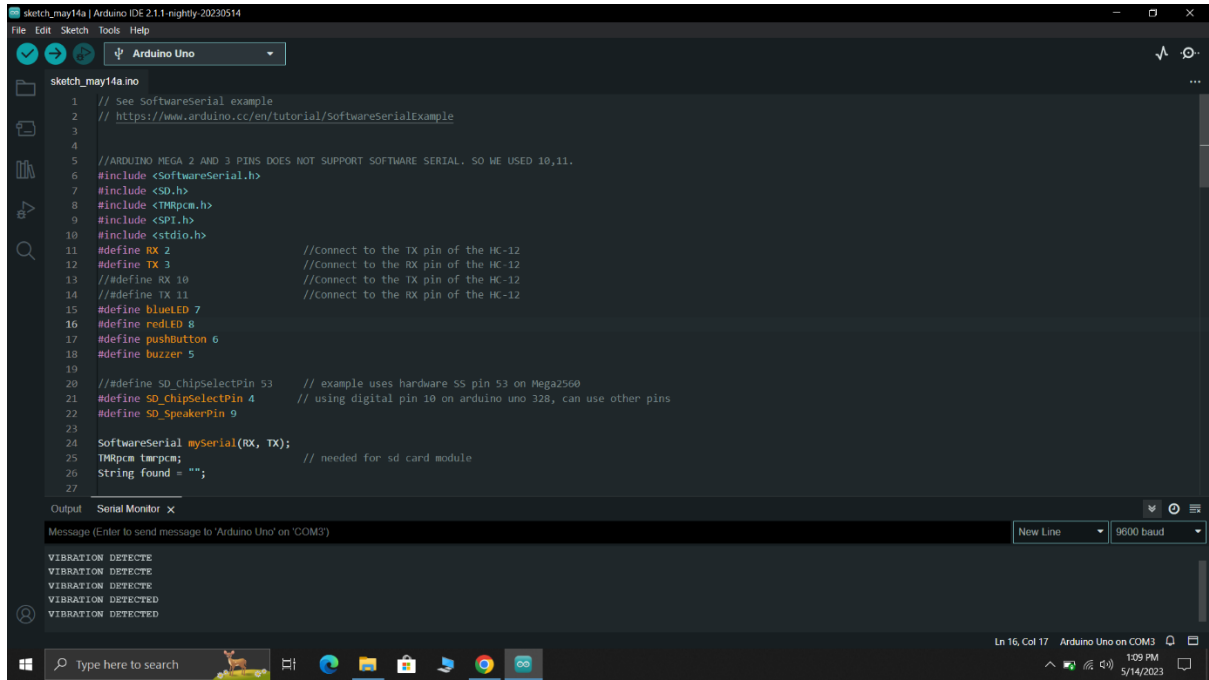 sketch_may14a | Arduino IDE 2.1.1-nightly-20230514
File Edit Sketch Tools Help
Arduino Uno
sketch_may14a.ino
1 // See SoftwareSerial example
2 // https://www.arduino.cc/en/tutorial/SoftwareSerialExample
3
4
5 //ARDUINO MEGA 2 AND 3 PINS DOES NOT SUPPORT SOFTWARE SERIAL. SO WE USED 10,11.
6 #include <SoftwareSerial.h>
7 #include <SD.h>
8 #include <TMRpcm.h>
9 #include <SPI.h>
10 #include <stdio.h>
11 #define RX 2 //Connect to the TX pin of the HC-12
12 #define TX 3 //Connect to the RX pin of the HC-12
13 //#define RX 10 //Connect to the TX pin of the HC-12
14 //#define TX 11 //Connect to the RX pin of the HC-12
15 #define blueLED 7
16 #define redLED 8
17 #define pushButton 6
18 #define buzzer 5
19
20 //#define SD_ChipSelectPin 53 // example uses hardware SS pin 53 on Mega2560
21 #define SD_ChipSelectPin 4 // using digital pin 10 on arduino uno 328, can use other pins
22 #define SD_SpeakerPin 9
23
24 SoftwareSerial mySerial(RX, TX);
25 TMRpcm tmrpcm; // needed for sd card module
26 String found = "";
27
Output Serial Monitor x
Message (Enter to send message to 'Arduino Uno' on 'COM3')
New Line 9600 baud
VIBRATION DETECTE
VIBRATION DETECTE
VIBRATION DETECTE
VIBRATION DETECTED
VIBRATION DETECTED
Ln 16, Col 17 Arduino Uno on COM3
Type here to search
1:09 PM
5/14/2023